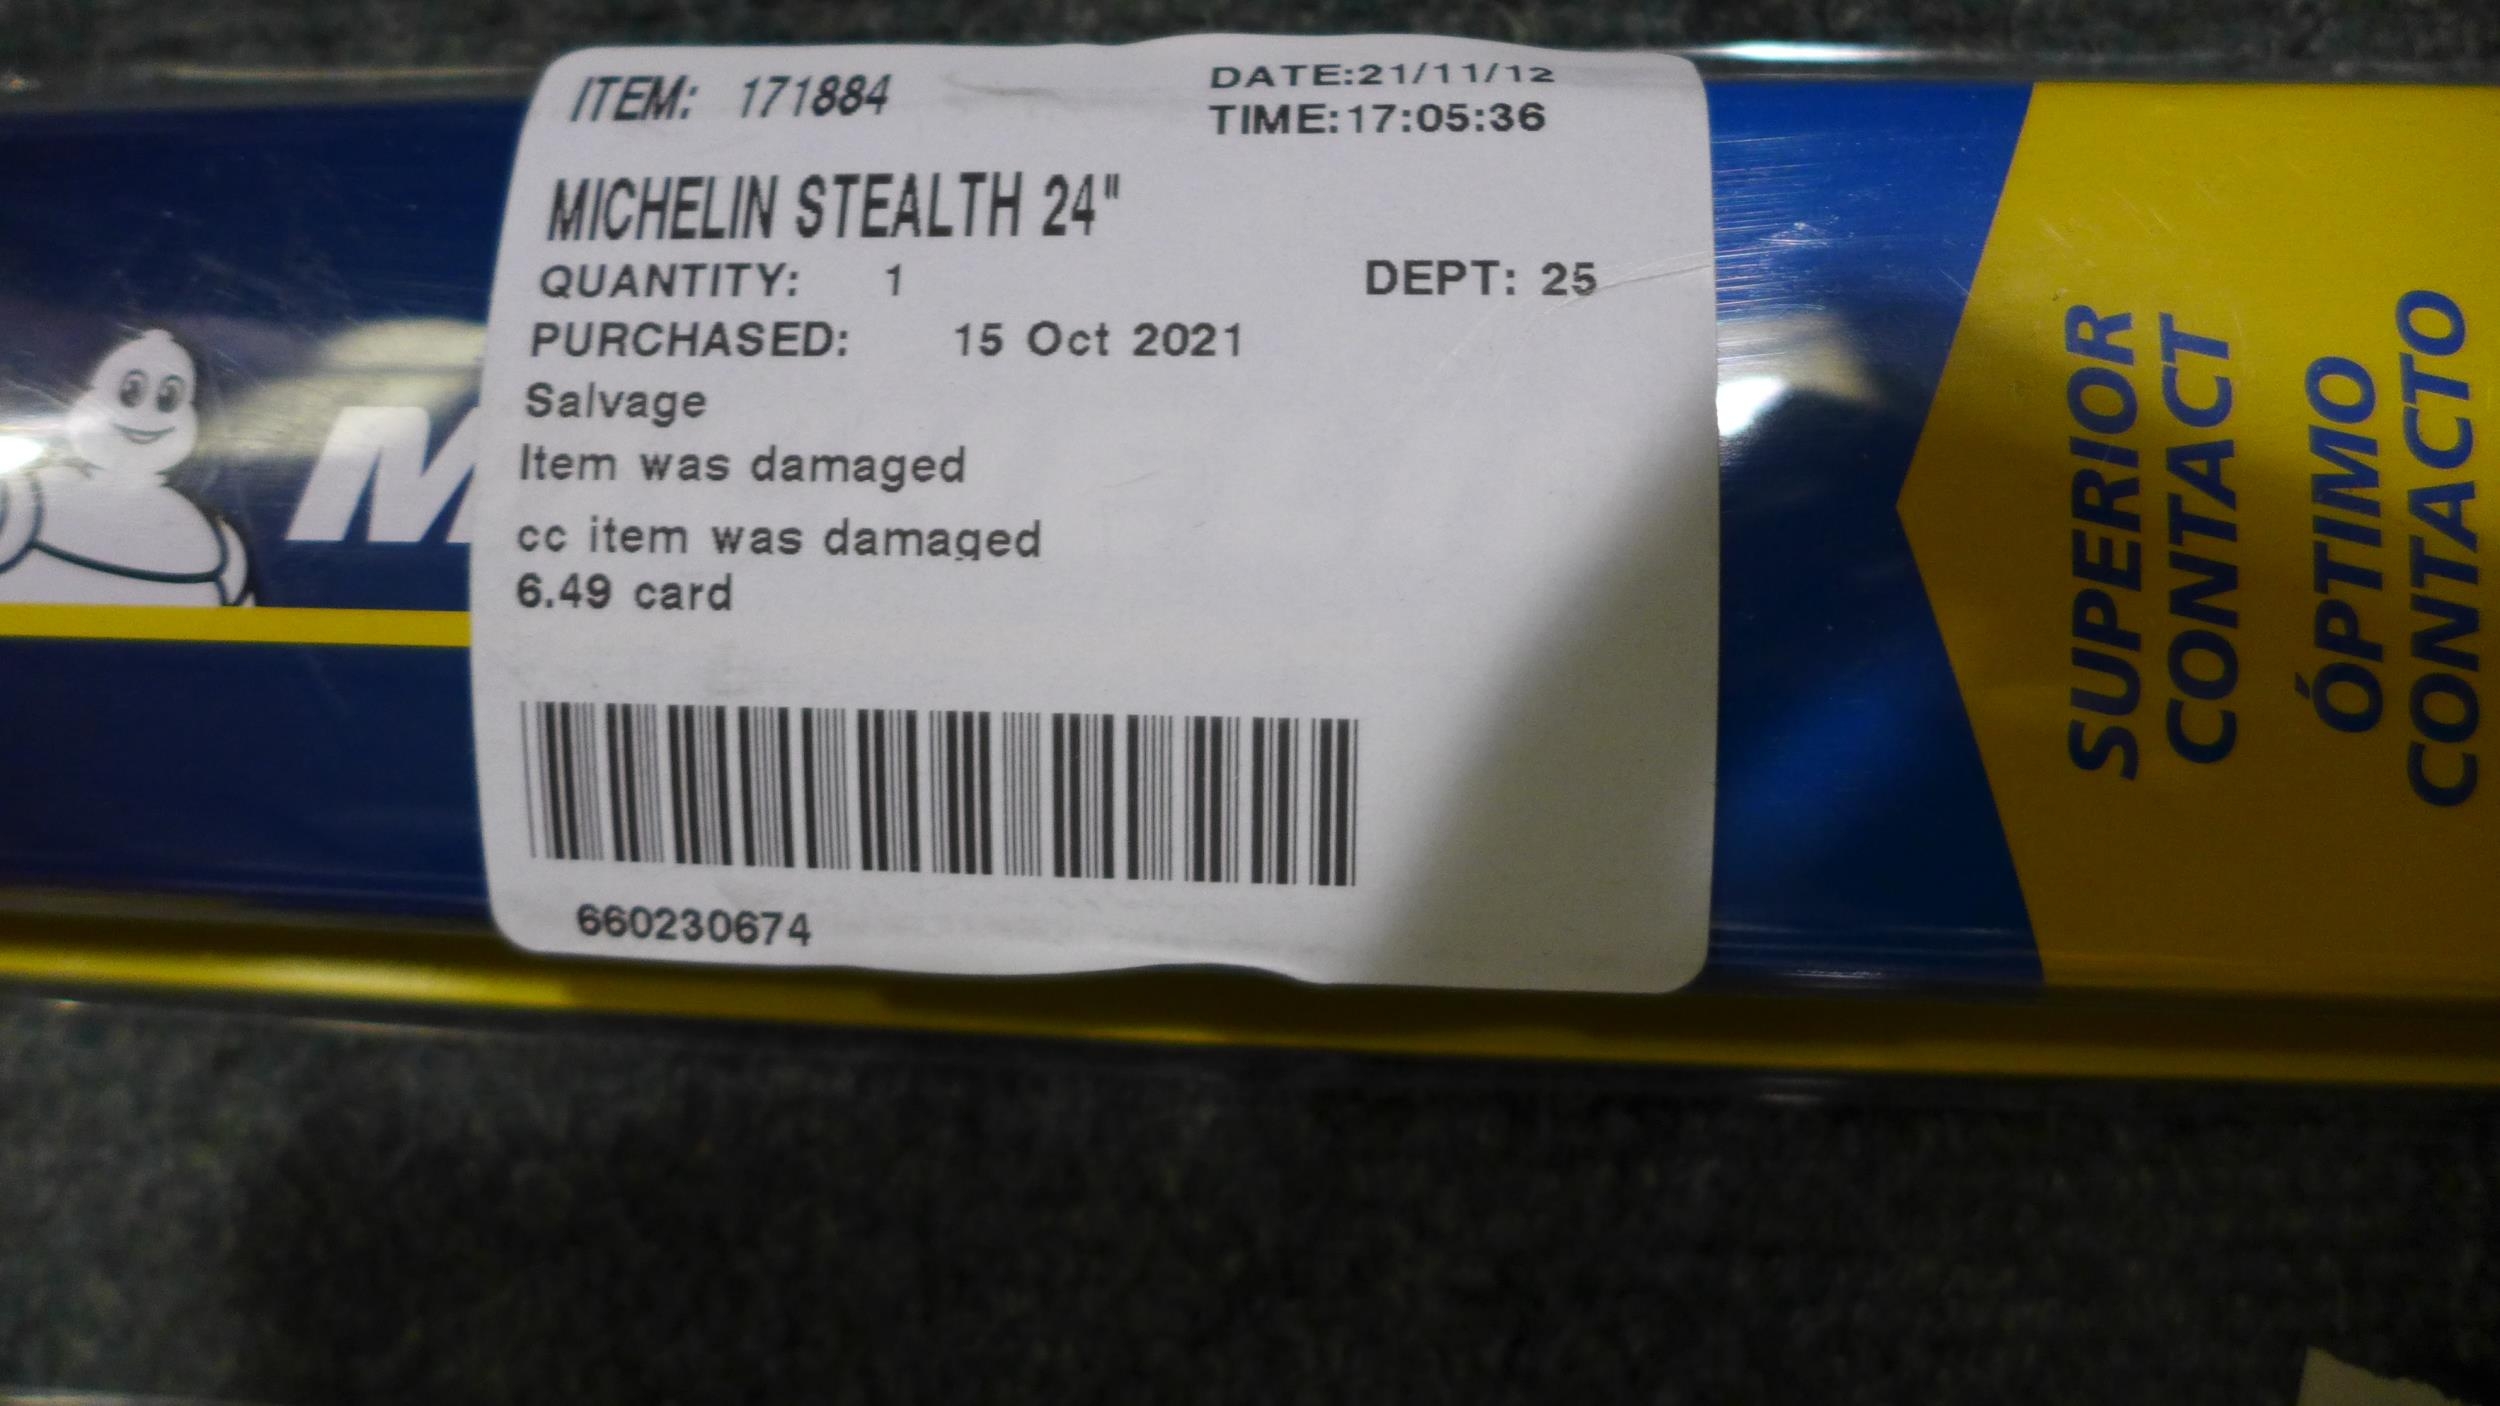 ITEM: 171884
DATE:21/11/12
TIME:17:05:36
MICHELIN STEALTH 24"
QUANTITY: 1
DEPT: 25
PURCHASED: 15 Oct 2021
Salvage
Item was damaged
cc item was damaged
6.49 card
660230674
M
SUPERIOR
CONTACT
ÓPTIMO
CONTACTO